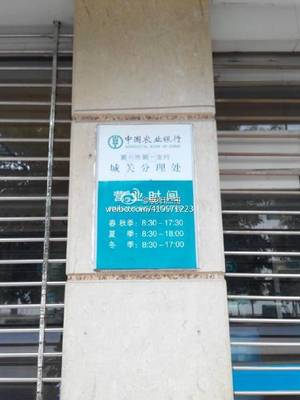 中国农业银行
AGRICULTURAL BANK OF CHINA
城关分理处
营业时间
weibo.com/410671223
春秋季：8:30－17:30
夏　季：8:30－18:00
冬　季：8:30－17:00